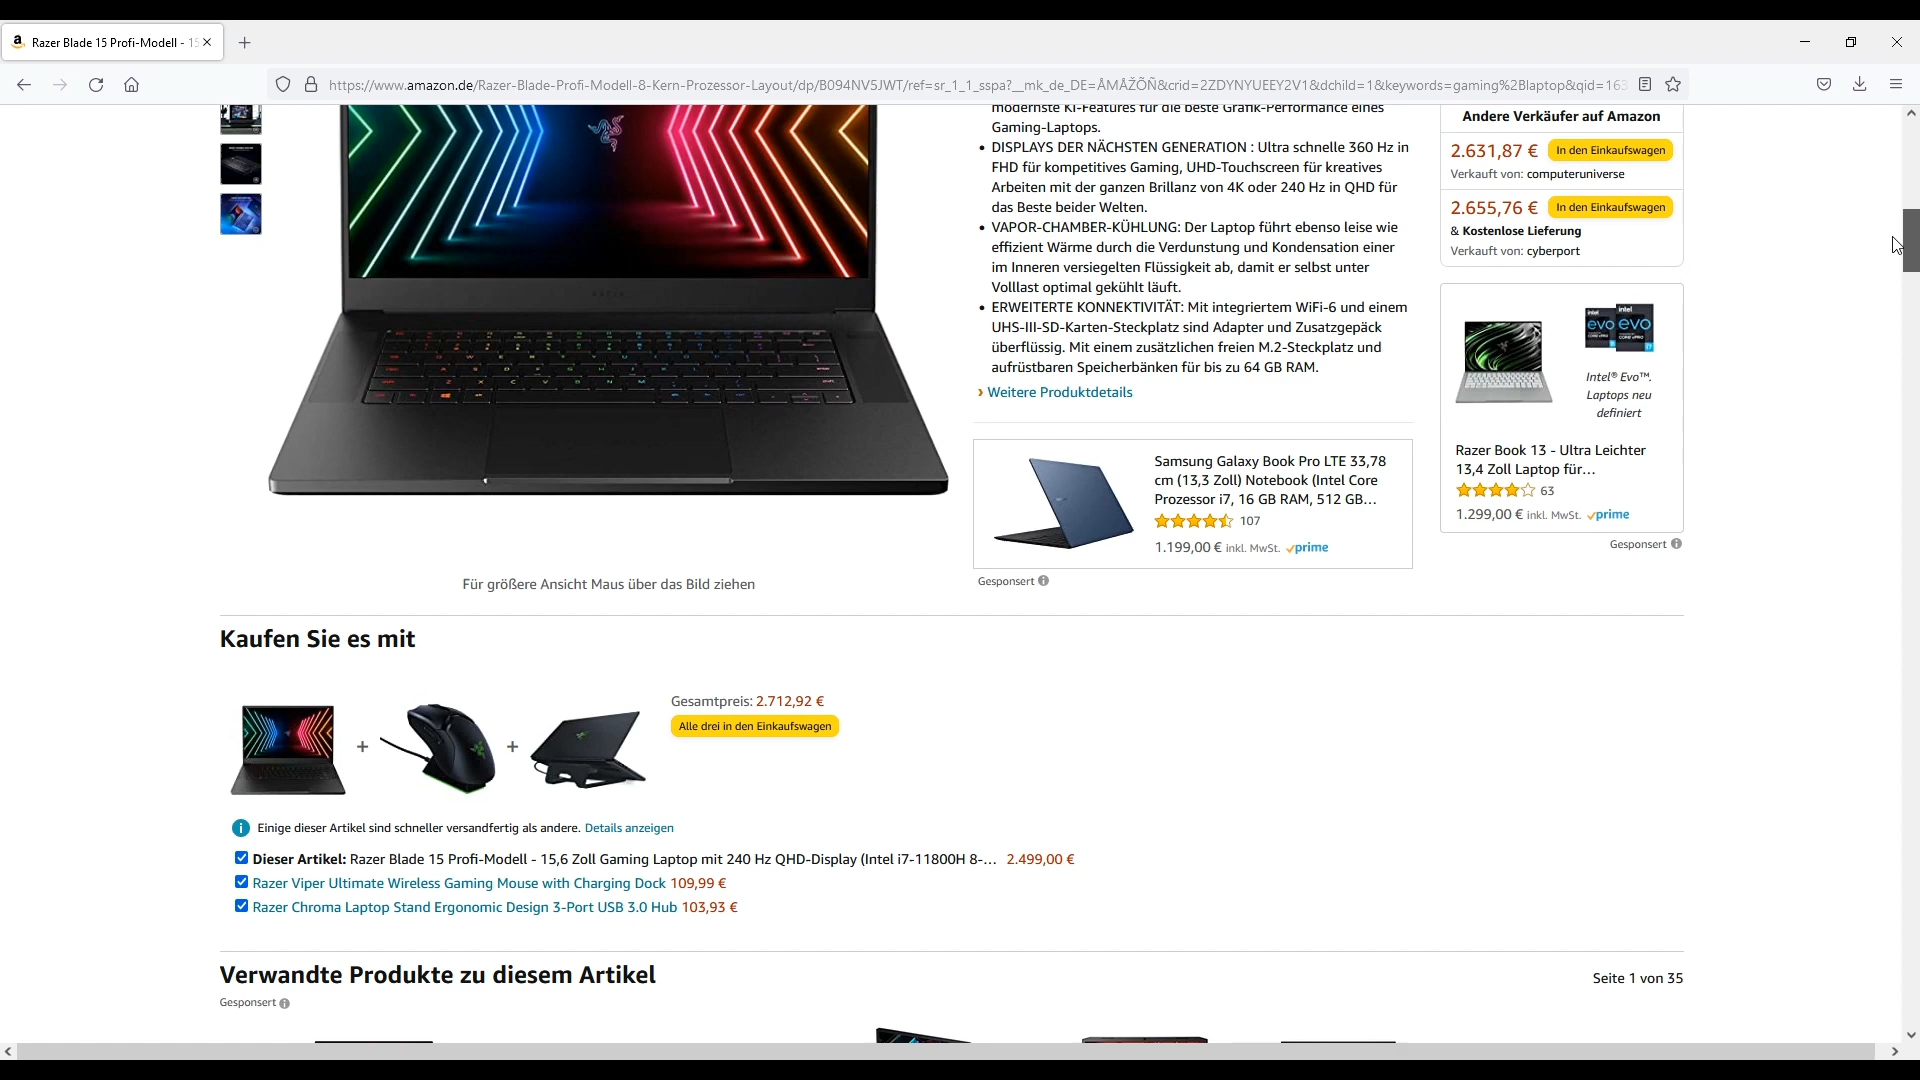 Razer Blade 15 Profi-Modell - 15
https://www.amazon.de/Razer-Blade-Profi-Modell-8-Kern-Prozessor-Layout/dp/B094NV5JWT/ref=sr_1_1_sspa?__mk_de_DE=ÅMÅŽÕÑ&crid=2ZDYNYUEEY2V1&dchild=1&keywords=gaming%2Blaptop&qid=163
modernste KI-Features für die beste Grafik-Performance eines
Gaming-Laptops.
• DISPLAYS DER NÄCHSTEN GENERATION : Ultra schnelle 360 Hz in
FHD für kompetitives Gaming, UHD-Touchscreen für kreatives
Arbeiten mit der ganzen Brillanz von 4K oder 240 Hz in QHD für
das Beste beider Welten.
• VAPOR-CHAMBER-KÜHLUNG: Der Laptop führt ebenso leise wie
effizient Wärme durch die Verdunstung und Kondensation einer
im Inneren versiegelten Flüssigkeit ab, damit er selbst unter
Volllast optimal gekühlt läuft.
• ERWEITERTE KONNEKTIVITÄT: Mit integriertem WiFi-6 und einem
UHS-III-SD-Karten-Steckplatz sind Adapter und Zusatzgepäck
überflüssig. Mit einem zusätzlichen freien M.2-Steckplatz und
aufrüstbaren Speicherbänken für bis zu 64 GB RAM.
› Weitere Produktdetails
Samsung Galaxy Book Pro LTE 33,78
cm (13,3 Zoll) Notebook (Intel Core
Prozessor i7, 16 GB RAM, 512 GB...
107
1.199,00 € inkl. MwSt. prime
Gesponsert
Andere Verkäufer auf Amazon
2.631,87 € In den Einkaufswagen
Verkauft von: computeruniverse
2.655,76 € In den Einkaufswagen
& Kostenlose Lieferung
Verkauft von: cyberport
intel
evo
intel
evo
Intel® Evo™.
Laptops neu
definiert
Razer Book 13 - Ultra Leichter
13,4 Zoll Laptop für...
63
1.299,00 € inkl. MwSt. prime
Gesponsert
Für größere Ansicht Maus über das Bild ziehen
Kaufen Sie es mit
Gesamtpreis: 2.712,92 €
Alle drei in den Einkaufswagen
+
+
Einige dieser Artikel sind schneller versandfertig als andere. Details anzeigen
Dieser Artikel: Razer Blade 15 Profi-Modell - 15,6 Zoll Gaming Laptop mit 240 Hz QHD-Display (Intel i7-11800H 8-... 2.499,00 €
Razer Viper Ultimate Wireless Gaming Mouse with Charging Dock 109,99 €
Razer Chroma Laptop Stand Ergonomic Design 3-Port USB 3.0 Hub 103,93 €
Verwandte Produkte zu diesem Artikel
Seite 1 von 35
Gesponsert